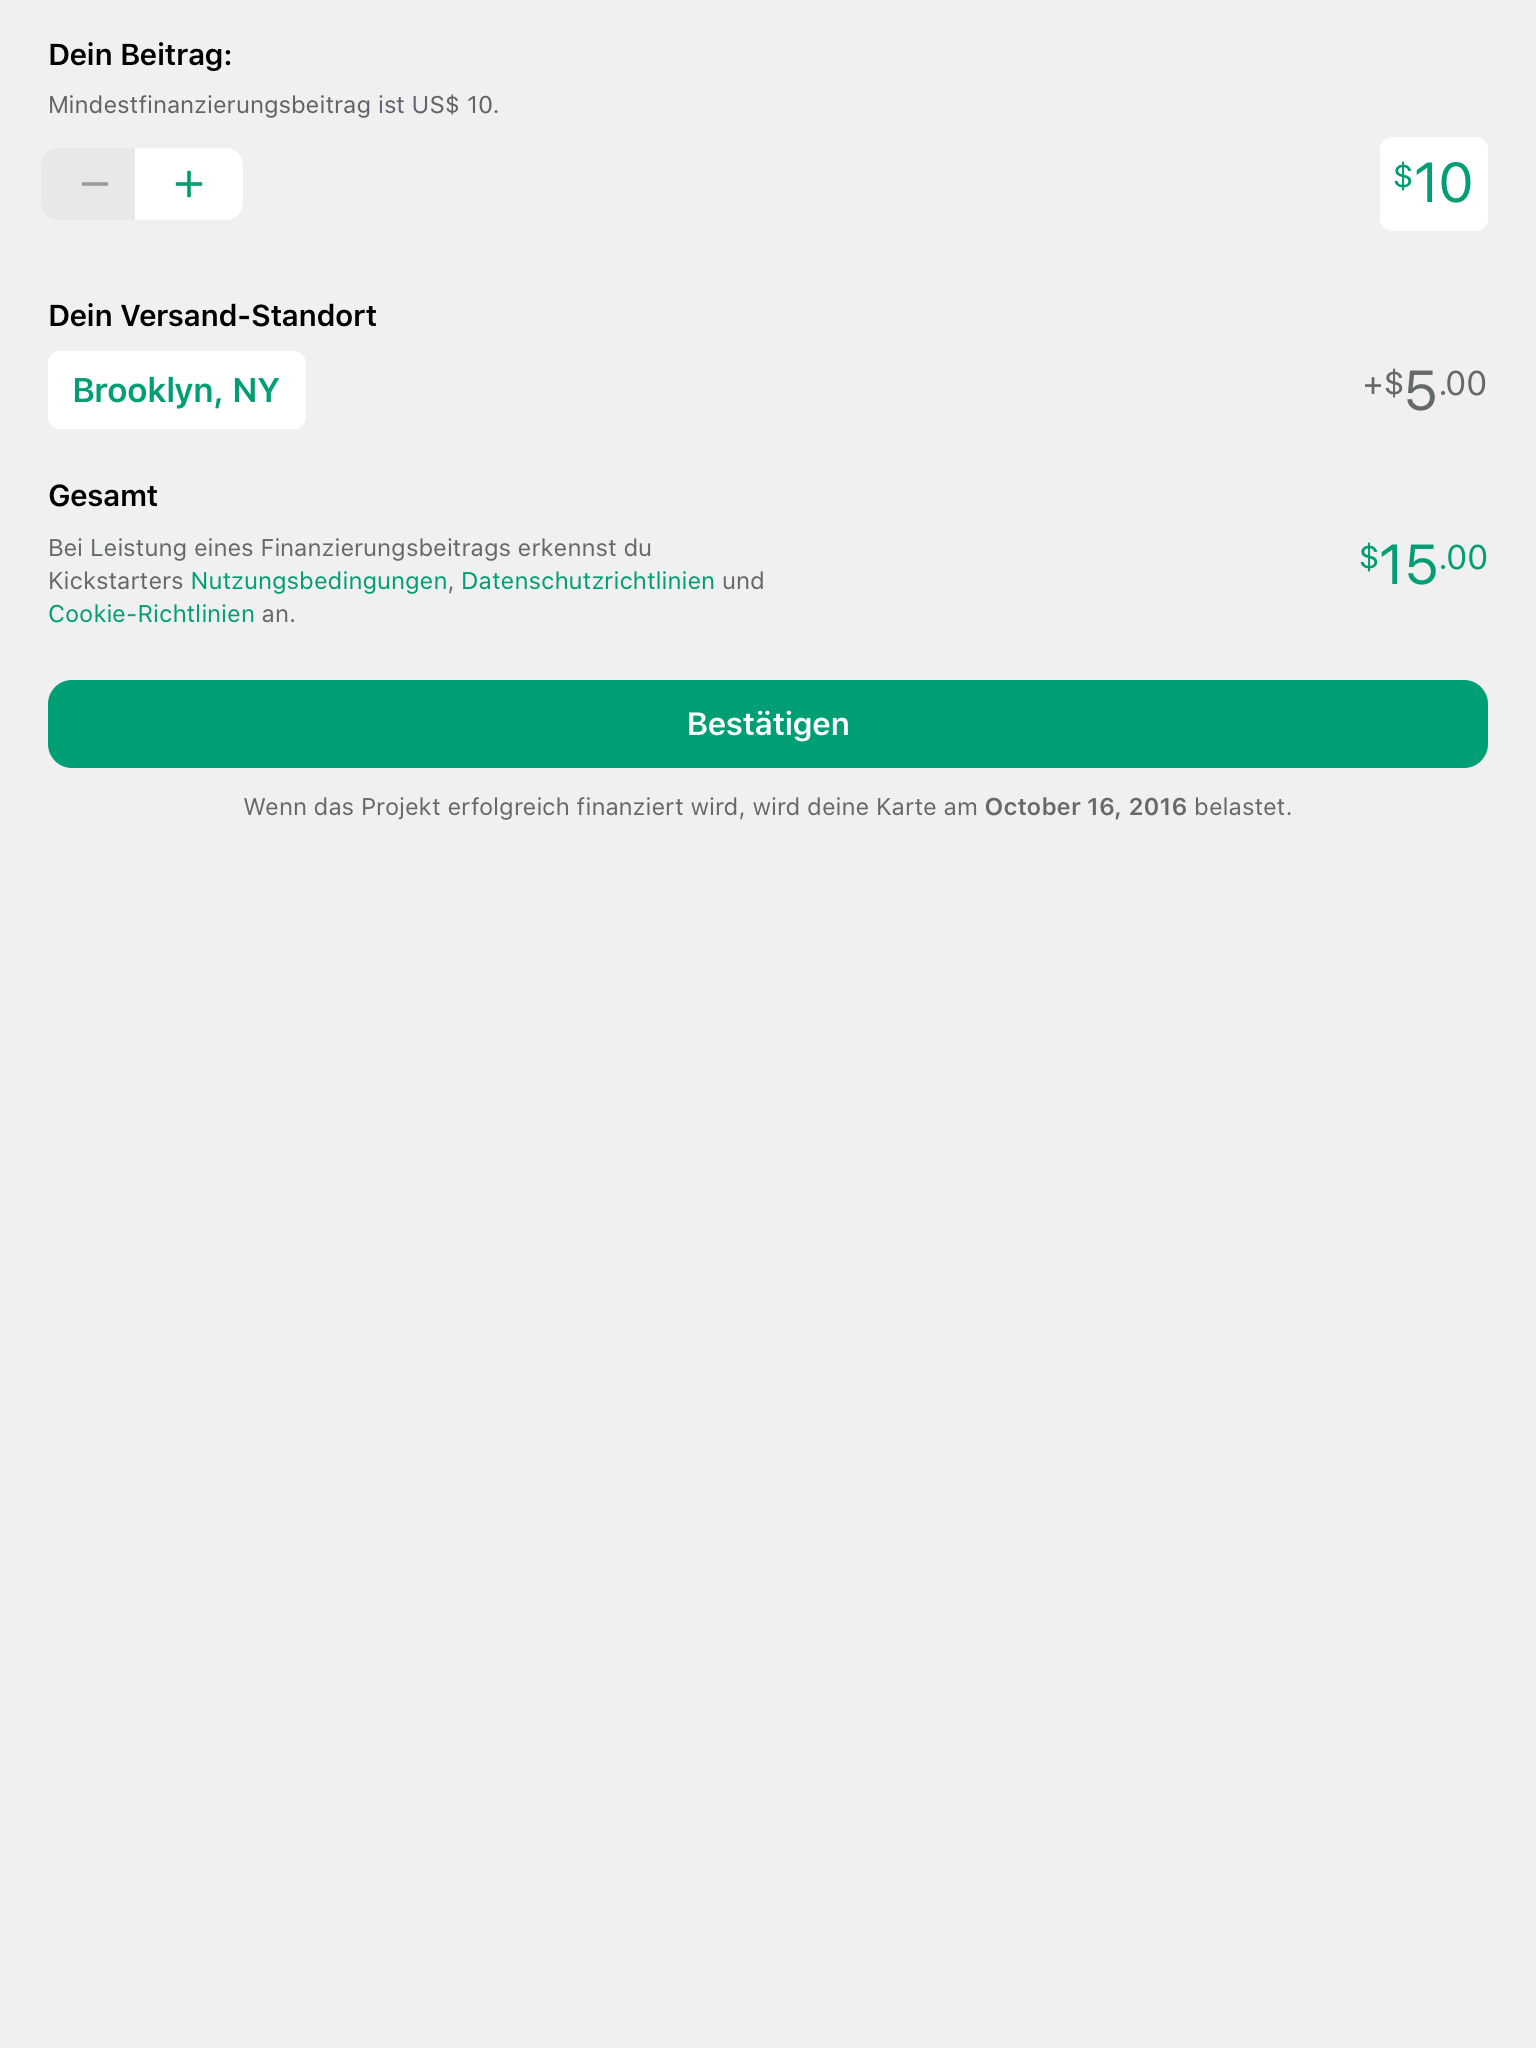 Dein Beitrag:
Mindestfinanzierungsbeitrag ist US$ 10.
− +
$10
Dein Versand-Standort
Brooklyn, NY
+$5.00
Gesamt
Bei Leistung eines Finanzierungsbeitrags erkennst du
Kickstarters Nutzungsbedingungen, Datenschutzrichtlinien und
Cookie-Richtlinien an.
$15.00
Bestätigen
Wenn das Projekt erfolgreich finanziert wird, wird deine Karte am October 16, 2016 belastet.